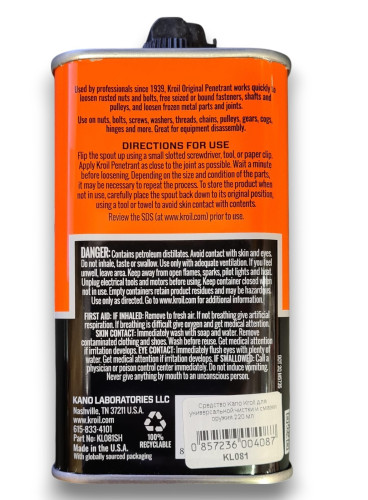 Used by professionals since 1939, Kroil Original Penetrant works quickly to
loosen rusted nuts and bolts, free seized or bound fasteners, shafts and
pulleys, and loosen frozen metal parts and joints.
Use on nuts, bolts, screws, washers, threads, chains, pulleys, gears, cogs,
hinges and more. Great for equipment disassembly.
DIRECTIONS FOR USE
Flip the spout up using a small slotted screwdriver, tool, or paper clip.
Apply Kroil Penetrant as close to the joint as possible. Wait a minute
before loosening. Depending on the size and condition of the parts,
it may be necessary to repeat the process. To store the product when
not in use, carefully place the spout back down to its original position,
using a tool or towel to avoid skin contact with contents.
Review the SDS (at www.kroil.com) prior to use.
DANGER: Contains petroleum distillates. Avoid contact with skin and eyes.
Do not inhale, taste or swallow. Use only with adequate ventilation. If you feel
unwell, leave area. Keep away from open flames, sparks, pilot lights and heat.
Unplug electrical tools and motors before using. Keep container closed when
not in use. Empty containers retain product residues and may be hazardous.
Use only as directed. Go to www.kroil.com for additional information.
FIRST AID: IF INHALED: Remove to fresh air. If not breathing give artificial
respiration. If breathing is difficult give oxygen and get medical attention.
SKIN CONTACT: Immediately wash with soap and water. Remove
contaminated clothing and shoes. Wash before reuse. Get medical attention
if irritation develops. EYE CONTACT: Immediately flush eyes with plenty of
water. Get medical attention if irritation develops. IF SWALLOWED: Call a
physician or poison control center immediately. Do not induce vomiting.
Never give anything by mouth to an unconscious person.
KANO LABORATORIES LLC
Nashville, TN 37211 U.S.A.
www.kroil.com
615-833-4101
Part No: KL081SH
Made in the U.S.A.
With globally sourced packaging
100%
RECYCLABLE
Средство Kano Kroil для
универсальной чистки и смазки
оружия 220 мл
0 857236 004087
KL081